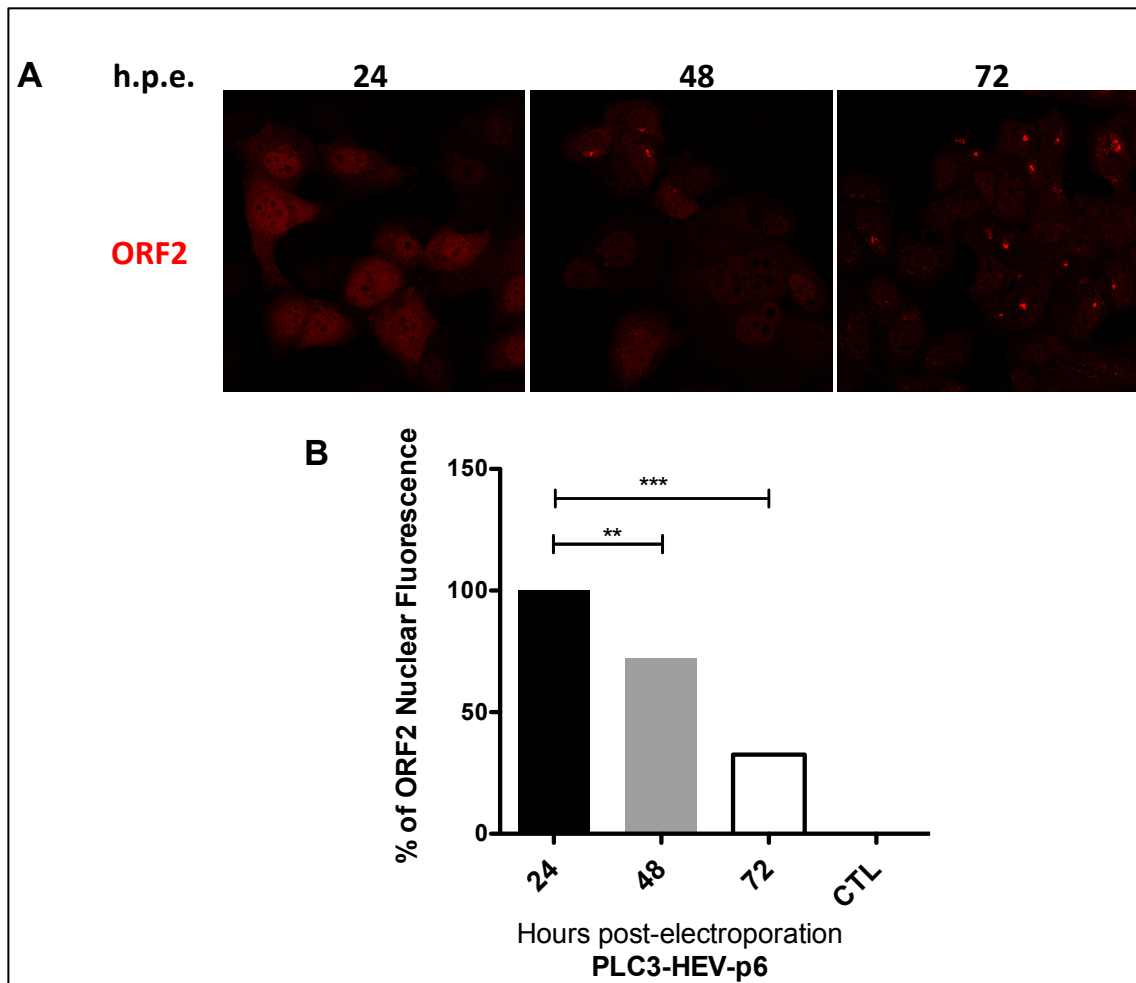 A h.p.e. 24 48 72
ORF2
B
% of ORF2 Nuclear Fluorescence
150
100
50
0
***
**
24 48 72 CTL
Hours post-electroporation
PLC3-HEV-p6